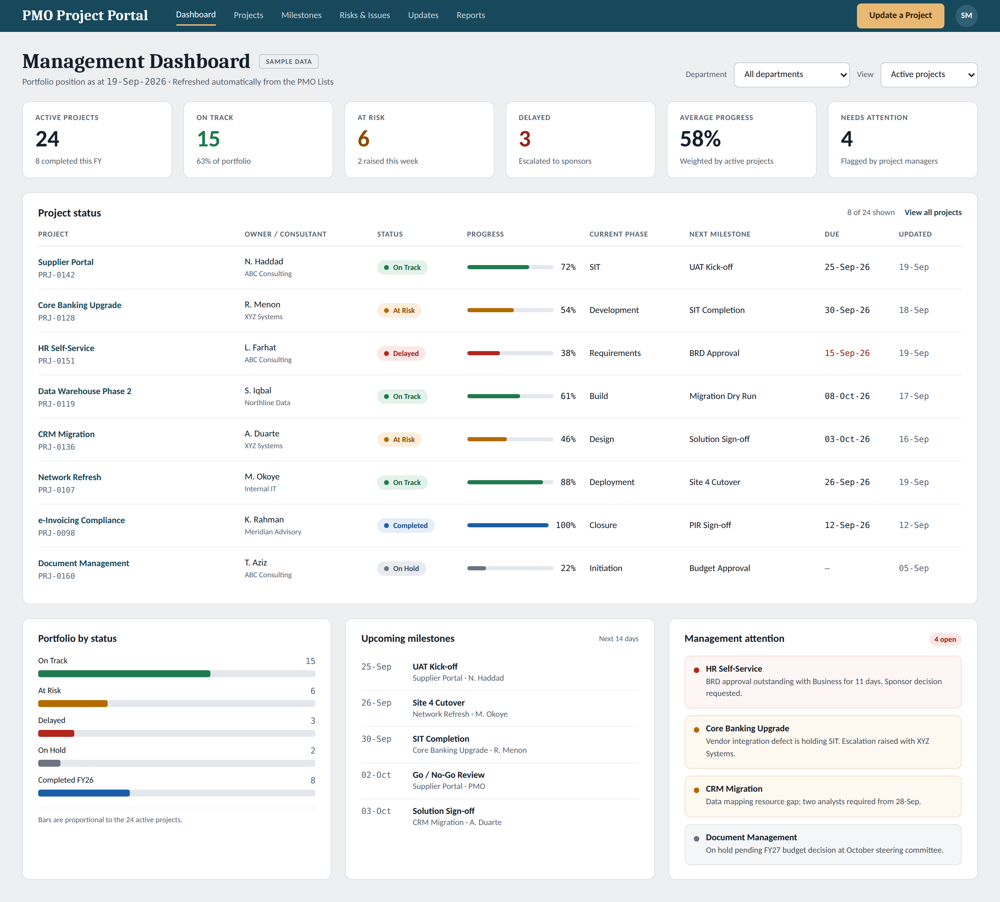 PMO Project Portal
Dashboard
Projects
Milestones
Risks & Issues
Updates
Reports
Update a Project
SM
Management Dashboard
SAMPLE DATA
Portfolio position as at 19-Sep-2026 · Refreshed automatically from the PMO Lists
Department
All departments
View
Active projects
ACTIVE PROJECTS
24
8 completed this FY
ON TRACK
15
63% of portfolio
AT RISK
6
2 raised this week
DELAYED
3
Escalated to sponsors
AVERAGE PROGRESS
58%
Weighted by active projects
NEEDS ATTENTION
4
Flagged by project managers
Project status
8 of 24 shown
View all projects
PROJECT OWNER / CONSULTANT STATUS PROGRESS CURRENT PHASE NEXT MILESTONE DUE UPDATED
Supplier Portal
PRJ-0142
N. Haddad
ABC Consulting
On Track
72%
SIT
UAT Kick-off
25-Sep-26
19-Sep
Core Banking Upgrade
PRJ-0128
R. Menon
XYZ Systems
At Risk
54%
Development
SIT Completion
30-Sep-26
18-Sep
HR Self-Service
PRJ-0151
L. Farhat
ABC Consulting
Delayed
38%
Requirements
BRD Approval
15-Sep-26
19-Sep
Data Warehouse Phase 2
PRJ-0119
S. Iqbal
Northline Data
On Track
61%
Build
Migration Dry Run
08-Oct-26
17-Sep
CRM Migration
PRJ-0136
A. Duarte
XYZ Systems
At Risk
46%
Design
Solution Sign-off
03-Oct-26
16-Sep
Network Refresh
PRJ-0107
M. Okoye
Internal IT
On Track
88%
Deployment
Site 4 Cutover
26-Sep-26
19-Sep
e-Invoicing Compliance
PRJ-0098
K. Rahman
Meridian Advisory
Completed
100%
Closure
PIR Sign-off
12-Sep-26
12-Sep
Document Management
PRJ-0160
T. Aziz
ABC Consulting
On Hold
22%
Initiation
Budget Approval
—
05-Sep
Portfolio by status
On Track 15
At Risk 6
Delayed 3
On Hold 2
Completed FY26 8
Bars are proportional to the 24 active projects.
Upcoming milestones
Next 14 days
25-Sep
UAT Kick-off
Supplier Portal · N. Haddad
26-Sep
Site 4 Cutover
Network Refresh · M. Okoye
30-Sep
SIT Completion
Core Banking Upgrade · R. Menon
02-Oct
Go / No-Go Review
Supplier Portal · PMO
03-Oct
Solution Sign-off
CRM Migration · A. Duarte
Management attention
4 open
HR Self-Service
BRD approval outstanding with Business for 11 days. Sponsor decision
requested.
Core Banking Upgrade
Vendor integration defect is holding SIT. Escalation raised with XYZ
Systems.
CRM Migration
Data mapping resource gap; two analysts required from 28-Sep.
Document Management
On hold pending FY27 budget decision at October steering committee.